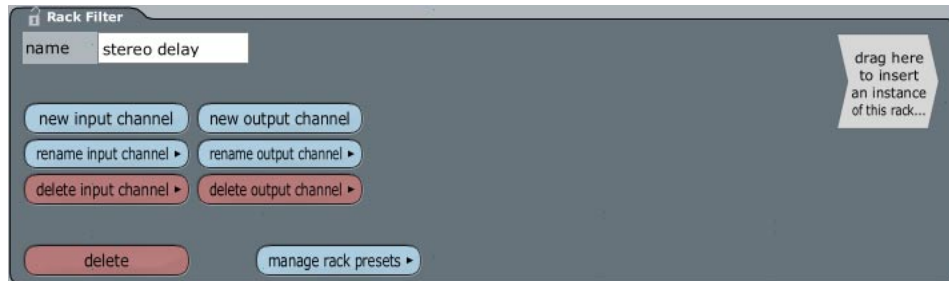 Rack Filter
name stereo delay
drag here
to insert
an instance
of this rack...
new input channel new output channel
rename input channel rename output channel
delete input channel delete output channel
delete manage rack presets